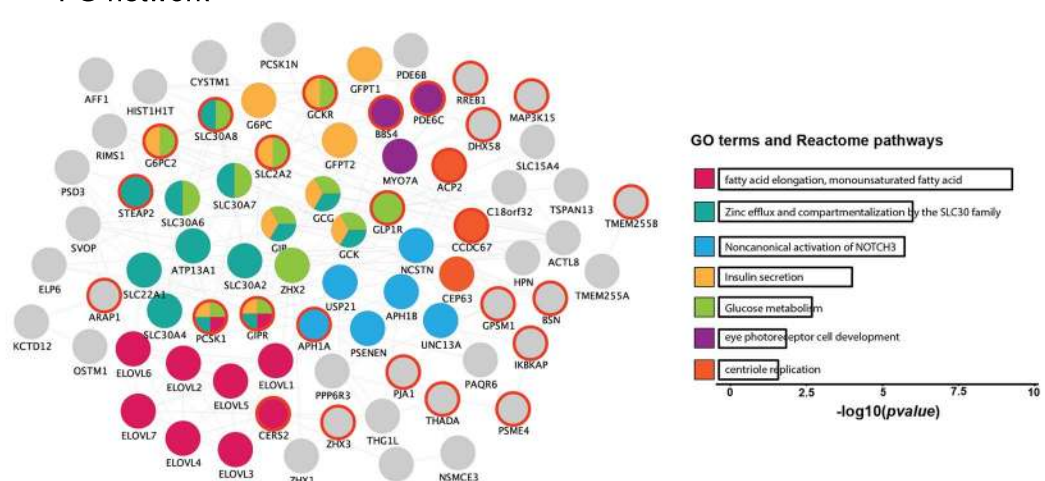 PCSK1N
PDE6B
CYSTM1
AFF1
HIST1H1T
G6PC
GCKR
GFPT1
BBS4
PDE6C
RREB1
MAP3K15
DHX58
SLC30A8
RIMS1
G6PC2
SLC2A2
GFPT2
MYO7A
ACP2
SLC15A4
PSD3
STEAP2
SLC30A6
SLC30A7
GCG
GLP1R
C18orf32
TSPAN13
TMEM255B
SVOP
ATP13A1
GIP
GCK
NCSTN
CCDC67
ACTL8
ELP6
SLC22A1
SLC30A2
ZHX2
USP21
APH1B
CEP63
HPN
TMEM255A
ARAP1
SLC30A4
PCSK1
GIPR
APH1A
PSENEN
UNC13A
GPSM1
BSN
KCTD12
OSTM1
ELOVL6
ELOVL2
ELOVL5
ELOVL1
PPP6R3
PJA1
PAQR6
IKBKAP
ELOVL7
CERS2
ZHX3
THG1L
THADA
PSME4
ELOVL4
ELOVL3
ZHX1
NSMCE3
GO terms and Reactome pathways
fatty acid elongation, monounsaturated fatty acid
Zinc efflux and compartmentalization by the SLC30 family
Noncanonical activation of NOTCH3
Insulin secretion
Glucose metabolism
eye photoreceptor cell development
centriole replication
0 2.5 5 7.5 10
-log10(pvalue)